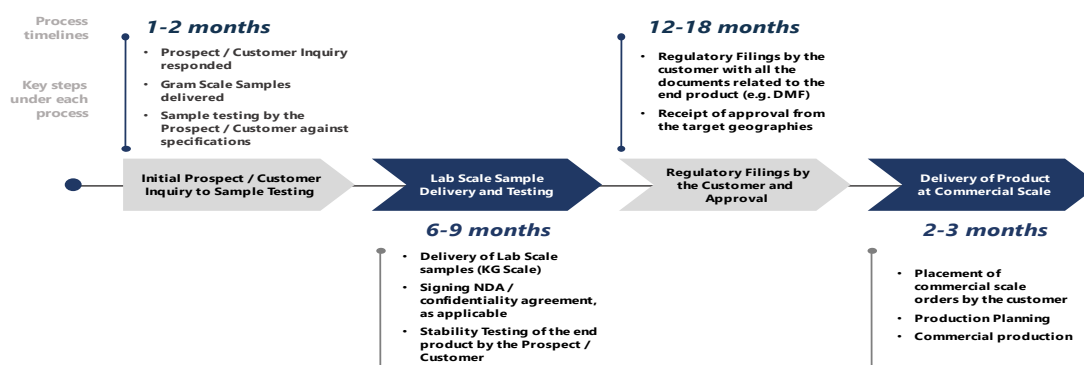 Process
timelines
Key steps
under each
process
1-2 months
• Prospect / Customer Inquiry
responded
• Gram Scale Samples
delivered
• Sample testing by the
Prospect / Customer against
specifications
12-18 months
• Regulatory Filings by the
customer with all the
documents related to the
end product (e.g. DMF)
• Receipt of approval from
the target geographies
Initial Prospect / Customer
Inquiry to Sample Testing
Lab Scale Sample
Delivery and Testing
Regulatory Filings by
the Customer and
Approval
Delivery of Product
at Commercial Scale
6-9 months
• Delivery of Lab Scale
samples (KG Scale)
• Signing NDA /
confidentiality agreement,
as applicable
• Stability Testing of the end
product by the Prospect /
Customer
2-3 months
• Placement of
commercial scale
orders by the customer
• Production Planning
• Commercial production